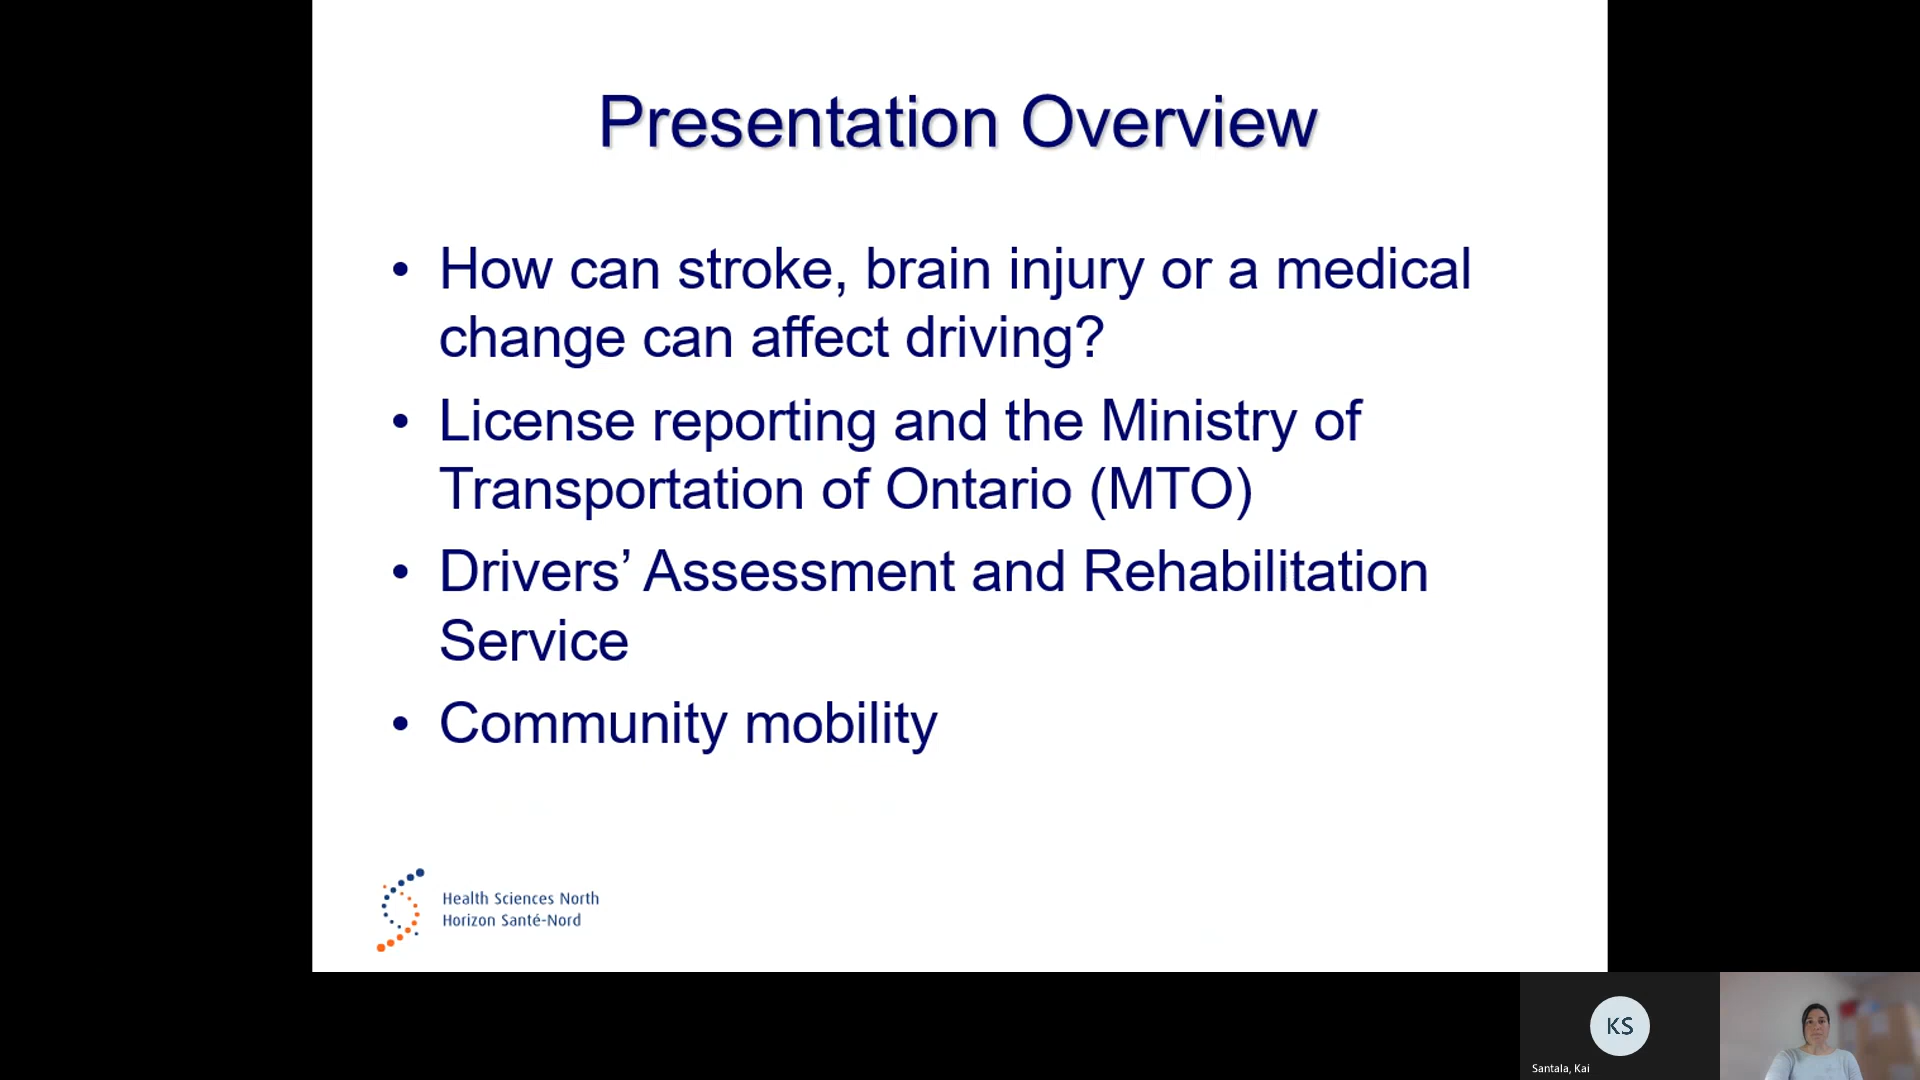 Presentation Overview
• How can stroke, brain injury or a medical
change can affect driving?
• License reporting and the Ministry of
Transportation of Ontario (MTO)
• Drivers’ Assessment and Rehabilitation
Service
• Community mobility
Health Sciences North
Horizon Santé-Nord
KS
Santala, Kai